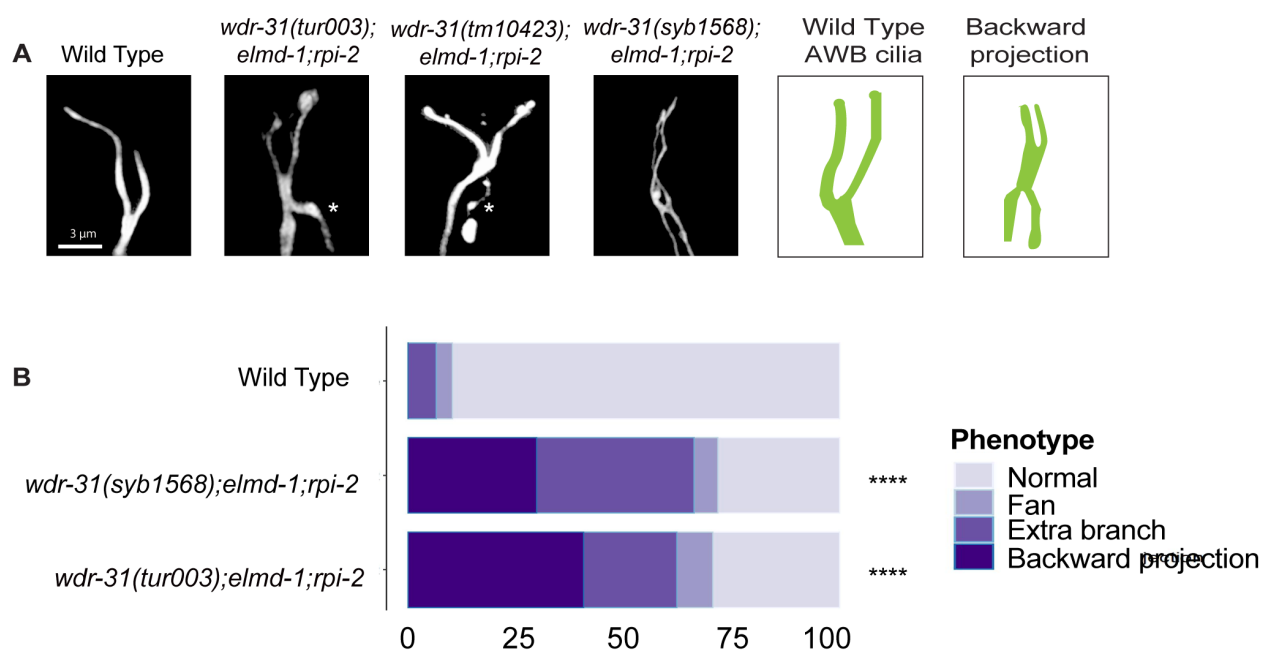 A
Wild Type
wdr-31(tur003);
elmd-1;rpi-2
wdr-31(tm10423);
elmd-1;rpi-2
wdr-31(syb1568);
elmd-1;rpi-2
Wild Type
AWB cilia
Backward
projection
3 µm
*
*
B
Wild Type
wdr-31(syb1568);elmd-1;rpi-2
****
wdr-31(tur003);elmd-1;rpi-2
****
0 25 50 75 100
Phenotype
Normal
Fan
Extra branch
Backward projection